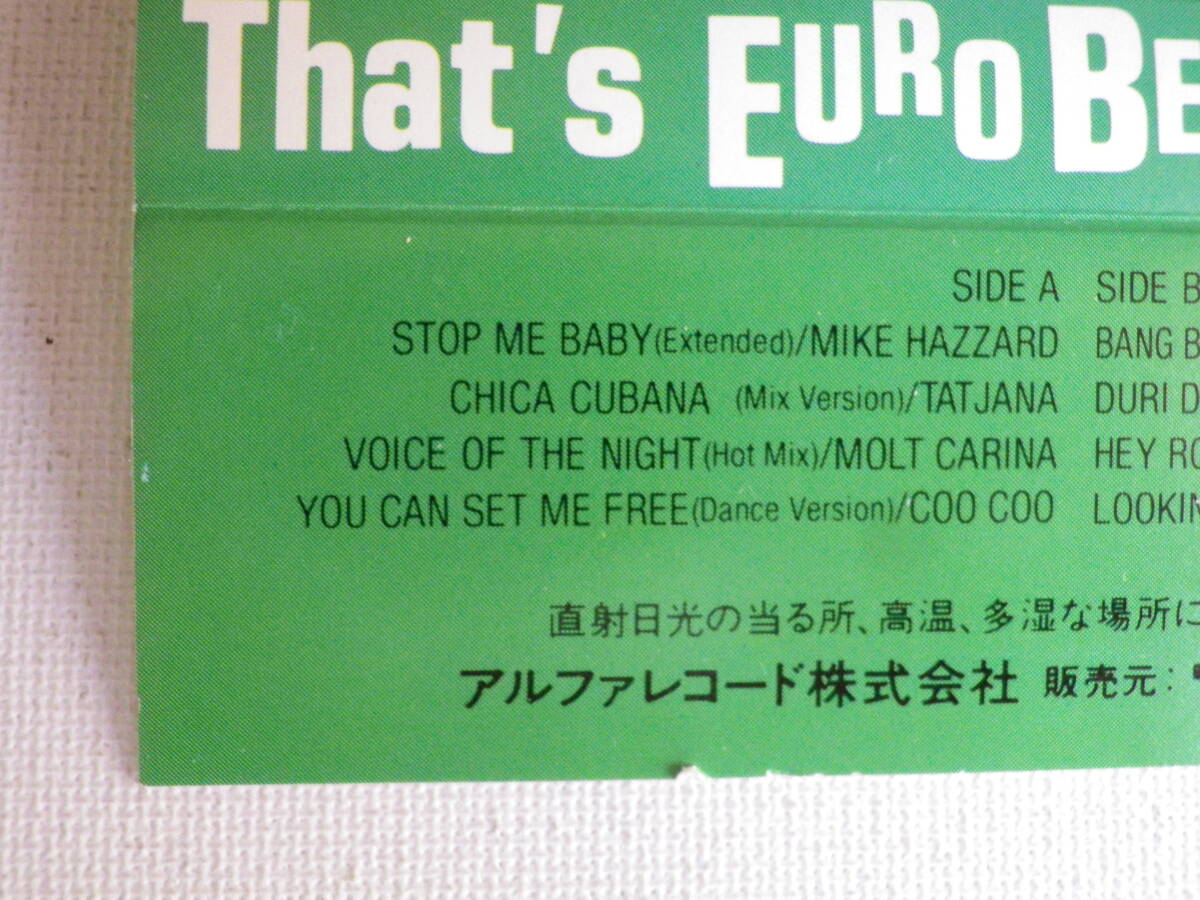 That's EURO BE
SIDE A SIDE B
STOP ME BABY(Extended)/MIKE HAZZARD BANG B
CHICA CUBANA (Mix Version)/TATJANA DURI D
VOICE OF THE NIGHT(Hot Mix)/MOLT CARINA HEY RO
YOU CAN SET ME FREE(Dance Version)/COO COO LOOKIN
直射日光の当る所、高温、多湿な場所に
アルファレコード株式会社 販売元: